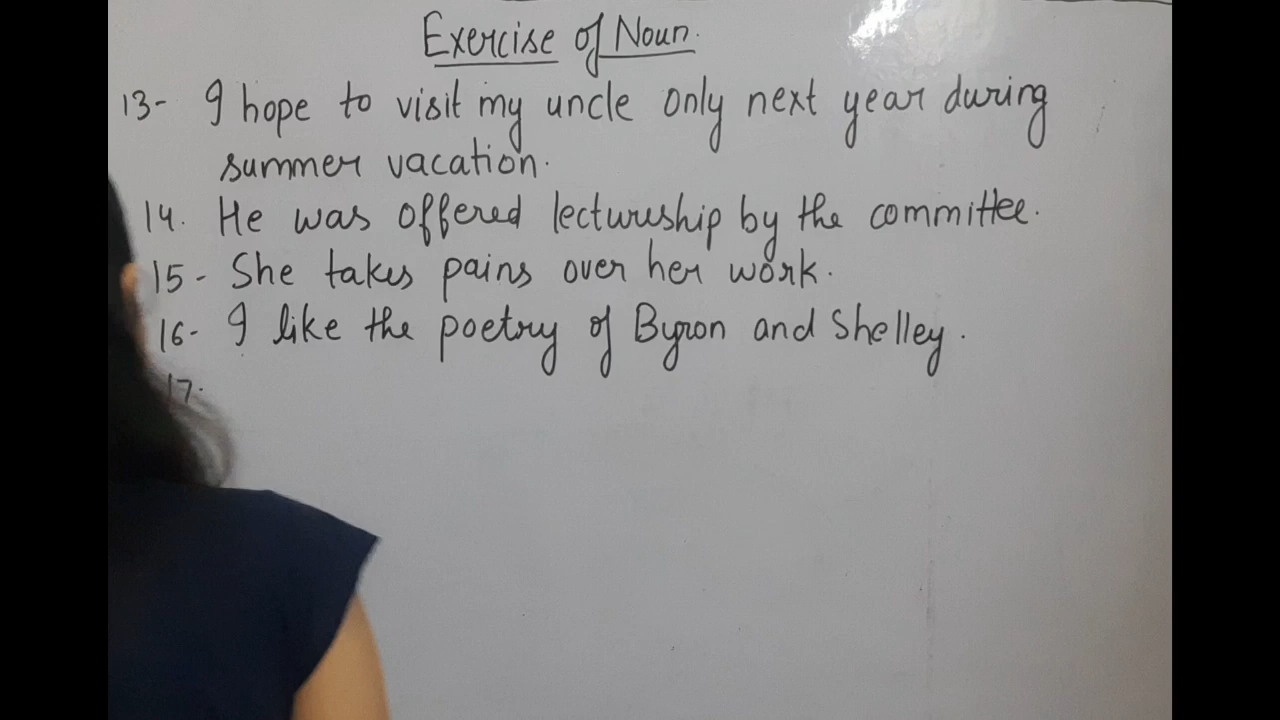 Exercise of Noun.
13- I hope to visit my uncle only next year during
summer vacation.
14. He was offered lectureship by the committee.
15- She takes pains over her work.
16- I like the poetry of Byron and Shelley.
17.